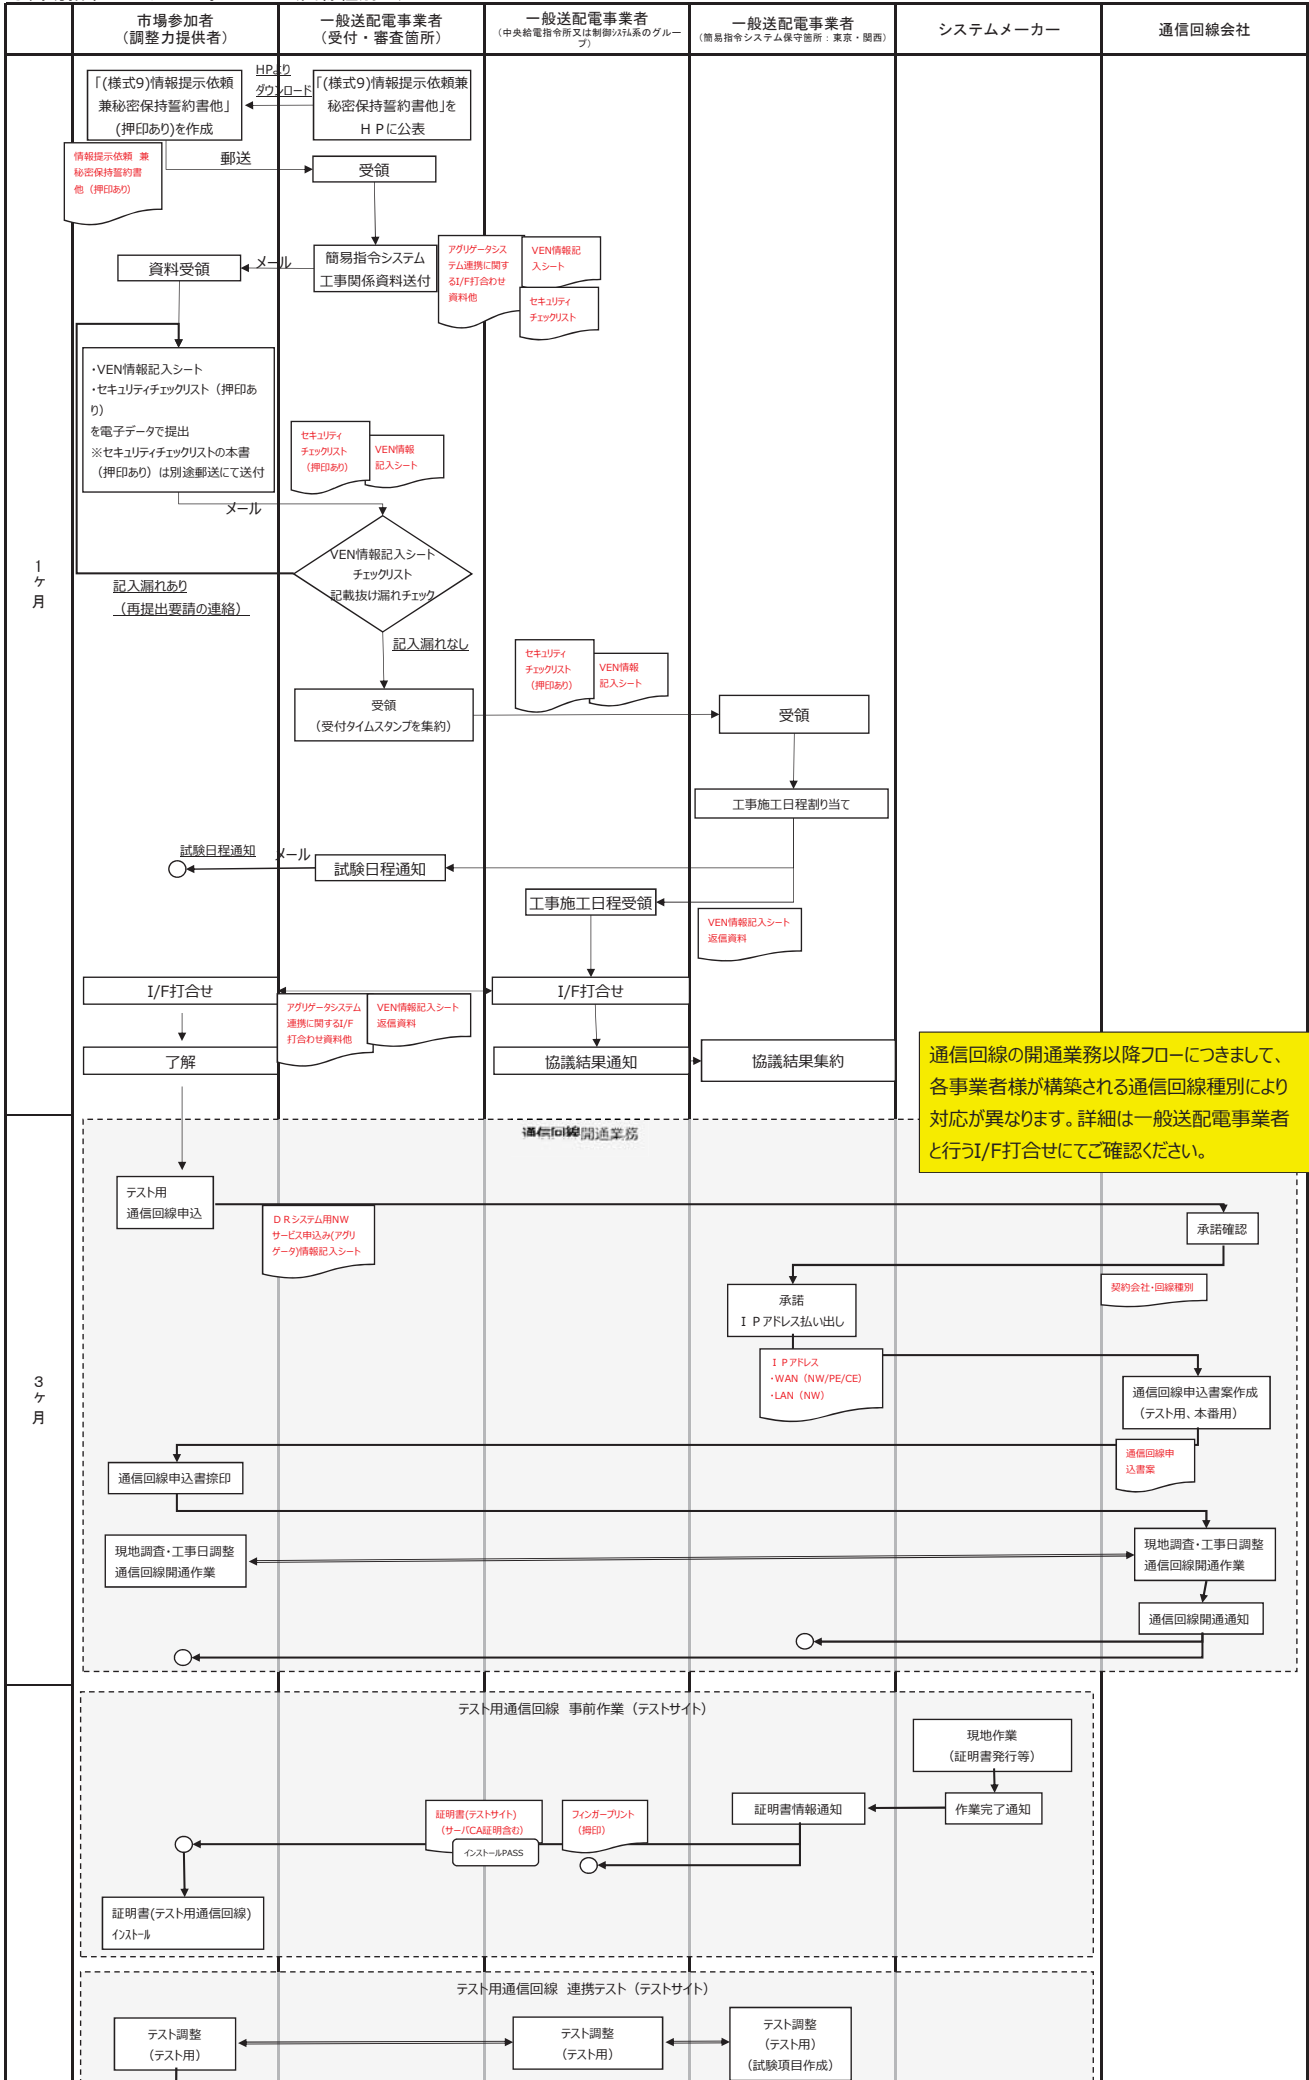 市場参加者
（調整力提供者）
一般送配電事業者
（受付・審査箇所）
一般送配電事業者
（中央給電指令所又は制御システム系のグルー
プ）
一般送配電事業者
（簡易指令システム保守箇所：東京・関西）
システムメーカー
通信回線会社
1
ケ
月
「(様式9)情報提示依頼
兼秘密保持誓約書他」
(押印あり)を作成
HPより
ダウンロード
「(様式9)情報提示依頼兼
秘密保持誓約書他」を
ＨＰに公表
情報提示依頼　兼
秘密保持誓約書
他（押印あり）
郵送
受領
資料受領
メール
簡易指令システム
工事関係資料送付
アグリゲータシス
テム連携に関す
るI/F打合わせ
資料他
VEN情報記
入シート
セキュリティ
チェックリスト
・VEN情報記入シート
・セキュリティチェックリスト（押印あ
り）
を電子データで提出
※セキュリティチェックリストの本書
（押印あり）は別途郵送にて送付
セキュリティ
チェックリスト
（押印あり）
VEN情報
記入シート
メール
VEN情報記入シート
チェックリスト
記載抜け漏れチェック
記入漏れあり
（再提出要請の連絡）
記入漏れなし
セキュリティ
チェックリスト
（押印あり）
VEN情報
記入シート
受領
（受付タイムスタンプを集約）
受領
工事施工日程割り当て
試験日程通知
メール
試験日程通知
工事施工日程受領
VEN情報記入シート
返信資料
I/F打合せ
I/F打合せ
アグリゲータシステム
連携に関するI/F
打合わせ資料他
VEN情報記入シート
返信資料
了解
協議結果通知
協議結果集約
通信回線の開通業務以降フローにつきまして、
各事業者様が構築される通信回線種別により
対応が異なります。詳細は一般送配電事業者
と行うI/F打合せにてご確認ください。
3
ケ
月
通信回線開通業務
テスト用
通信回線申込
ＤＲシステム用NW
サービス申込み(アグリ
ゲータ)情報記入シート
承諾確認
契約会社・回線種別
承諾
ＩＰアドレス払い出し
ＩＰアドレス
・WAN（NW/PE/CE）
・LAN（NW）
通信回線申込書案作成
（テスト用、本番用）
通信回線申
込書案
通信回線申込書捺印
現地調査・工事日調整
通信回線開通作業
現地調査・工事日調整
通信回線開通作業
通信回線開通通知
テスト用通信回線　事前作業（テストサイト）
現地作業
（証明書発行等）
作業完了通知
証明書情報通知
証明書(テストサイト)
（サーバCA証明含む）
インストールPASS
フィンガープリント
（拇印）
証明書(テスト用通信回線)
インストール
テスト用通信回線　連携テスト（テストサイト）
テスト調整
（テスト用）
テスト調整
（テスト用）
テスト調整
（テスト用）
（試験項目作成）